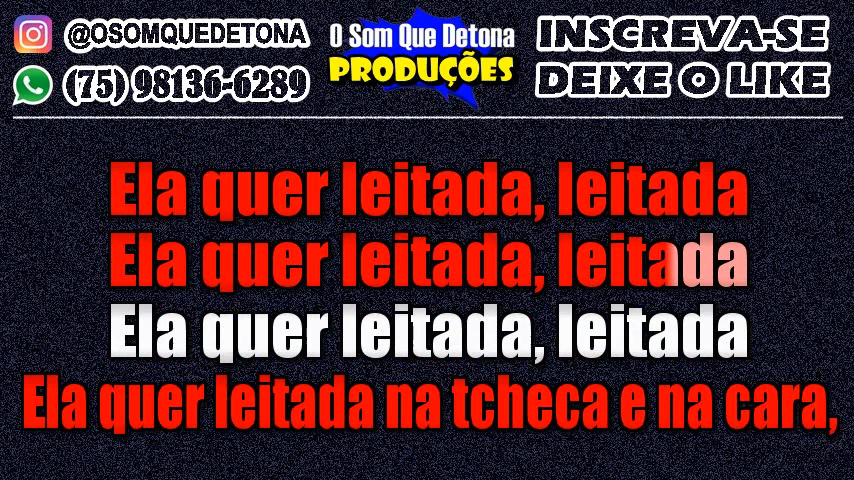 @OSOMQUEDETONA
(75) 98136-6289
O Som Que Detona
PRODUÇÕES
INSCREVA-SE
DEIXE O LIKE
Ela quer leitada, leitada
Ela quer leitada, leitada
Ela quer leitada, leitada
Ela quer leitada na tcheca e na cara,